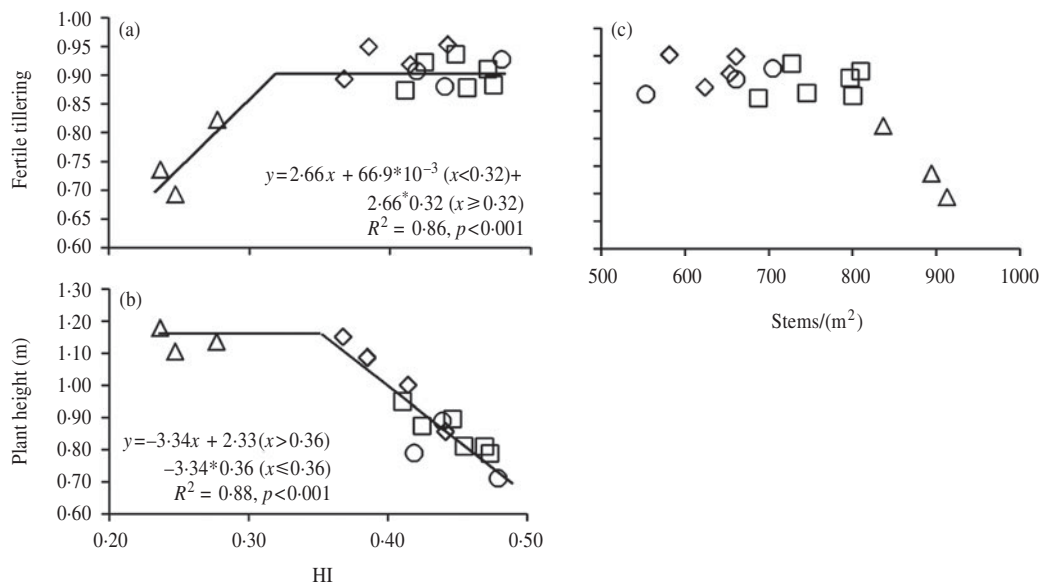 1·00
0·95
0·90
0·85
0·80
0·75
0·70
0·65
0·60
Fertile tillering
(a)
y=2·66x + 66·9*10⁻³ (x<0·32)+
2·66*0·32 (x⩾0·32)
R² = 0·86, p<0·001
(c)
500 600 700 800 900 1000
Stems/(m²)
1·30
1·20
1·10
1·00
0·90
0·80
0·70
0·60
Plant height (m)
(b)
y=–3·34x + 2·33(x>0·36)
–3·34*0·36 (x⩽0·36)
R² = 0·88, p<0·001
0·20 0·30 0·40 0·50
HI